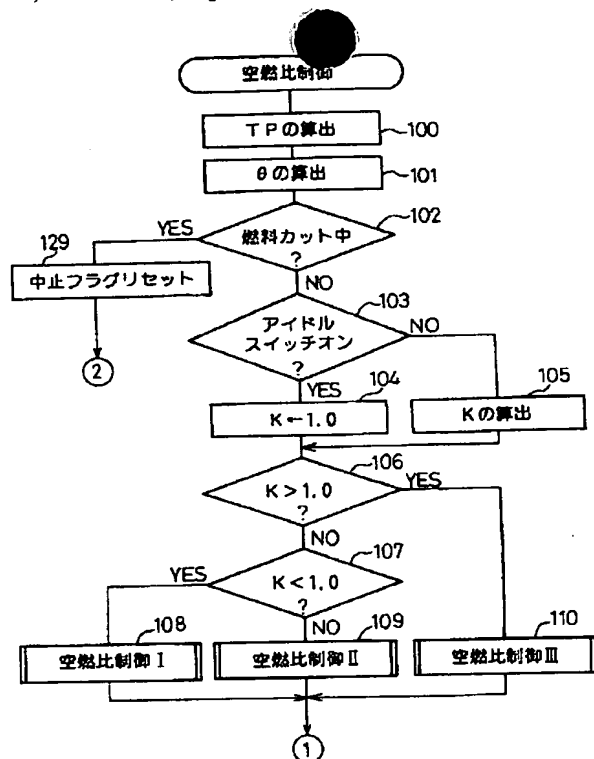 空燃比制御
TPの算出
100
θの算出
101
燃料カット中
?
102
YES
129
中止フラグリセット
②
NO
アイドル
スイッチオン
?
103
NO
YES
104
K←1.0
105
Kの算出
106
K>1.0
?
YES
NO
107
K<1.0
?
YES
NO
108
空燃比制御Ⅰ
109
空燃比制御Ⅱ
110
空燃比制御Ⅲ
①